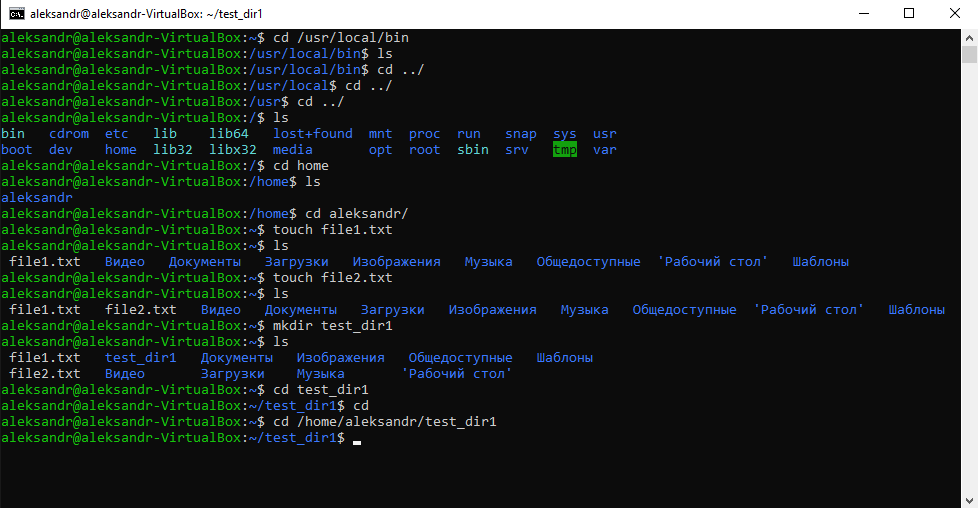 aleksandr@aleksandr-VirtualBox: ~/test_dir1
aleksandr@aleksandr-VirtualBox:~$ cd /usr/local/bin
aleksandr@aleksandr-VirtualBox:/usr/local/bin$ ls
aleksandr@aleksandr-VirtualBox:/usr/local/bin$ cd ../
aleksandr@aleksandr-VirtualBox:/usr/local$ cd ../
aleksandr@aleksandr-VirtualBox:/usr$ cd ../
aleksandr@aleksandr-VirtualBox:/$ ls
bin   cdrom  etc   lib    lib64   lost+found  mnt  proc  run   snap  sys  usr
boot  dev    home  lib32  libx32  media       opt  root  sbin  srv   tmp  var
aleksandr@aleksandr-VirtualBox:/$ cd home
aleksandr@aleksandr-VirtualBox:/home$ ls
aleksandr
aleksandr@aleksandr-VirtualBox:/home$ cd aleksandr/
aleksandr@aleksandr-VirtualBox:~$ touch file1.txt
aleksandr@aleksandr-VirtualBox:~$ ls
 file1.txt   Видео   Документы   Загрузки   Изображения   Музыка   Общедоступные  'Рабочий стол'   Шаблоны
aleksandr@aleksandr-VirtualBox:~$ touch file2.txt
aleksandr@aleksandr-VirtualBox:~$ ls
 file1.txt   file2.txt   Видео   Документы   Загрузки   Изображения   Музыка   Общедоступные  'Рабочий стол'   Шаблоны
aleksandr@aleksandr-VirtualBox:~$ mkdir test_dir1
aleksandr@aleksandr-VirtualBox:~$ ls
 file1.txt   test_dir1   Документы   Изображения   Общедоступные   Шаблоны
 file2.txt   Видео       Загрузки    Музыка       'Рабочий стол'
aleksandr@aleksandr-VirtualBox:~$ cd test_dir1
aleksandr@aleksandr-VirtualBox:~/test_dir1$ cd
aleksandr@aleksandr-VirtualBox:~$ cd /home/aleksandr/test_dir1
aleksandr@aleksandr-VirtualBox:~/test_dir1$